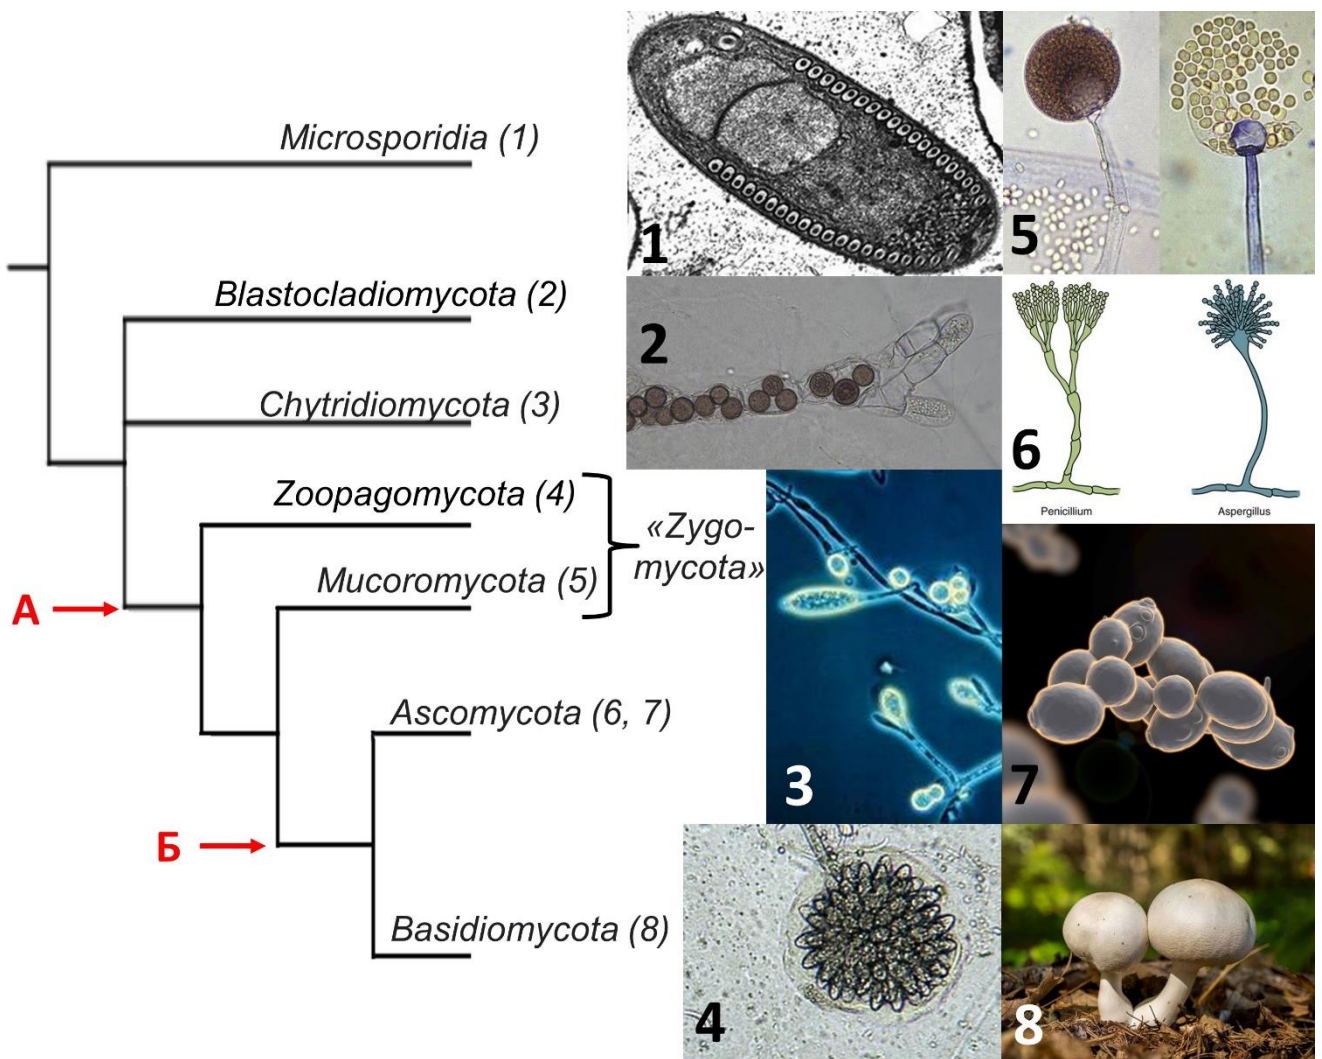 Microsporidia (1)
Blastocladiomycota (2)
Chytridiomycota (3)
Zoopagomycota (4)
«Zygo-
mycota»
Mucoromycota (5)
А
Ascomycota (6, 7)
Б
Basidiomycota (8)
1
5
2
6
Penicillium
Aspergillus
3
7
4
8